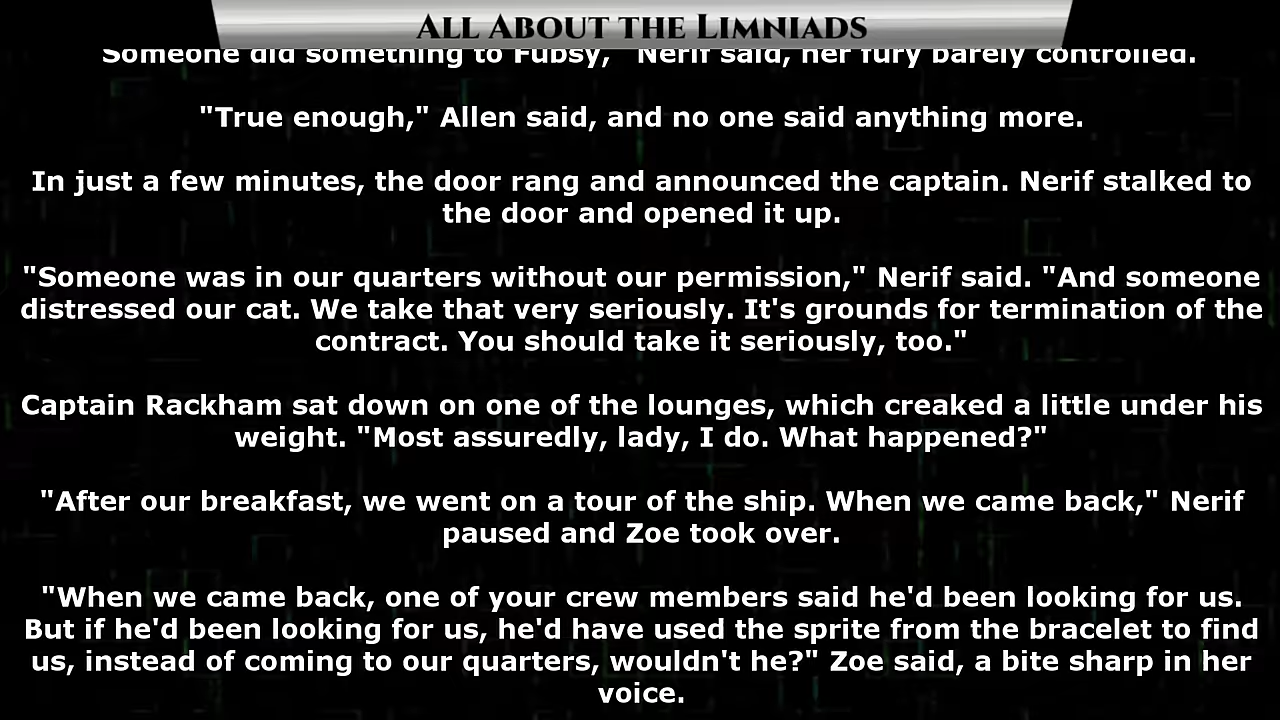 All About the Limniads
Someone did something to Fubsy," Nerif said, her fury barely controlled.
"True enough," Allen said, and no one said anything more.
In just a few minutes, the door rang and announced the captain. Nerif stalked to
the door and opened it up.
"Someone was in our quarters without our permission," Nerif said. "And someone
distressed our cat. We take that very seriously. It's grounds for termination of the
contract. You should take it seriously, too."
Captain Rackham sat down on one of the lounges, which creaked a little under his
weight. "Most assuredly, lady, I do. What happened?"
"After our breakfast, we went on a tour of the ship. When we came back," Nerif
paused and Zoe took over.
"When we came back, one of your crew members said he'd been looking for us.
But if he'd been looking for us, he'd have used the sprite from the bracelet to find
us, instead of coming to our quarters, wouldn't he?" Zoe said, a bite sharp in her
voice.